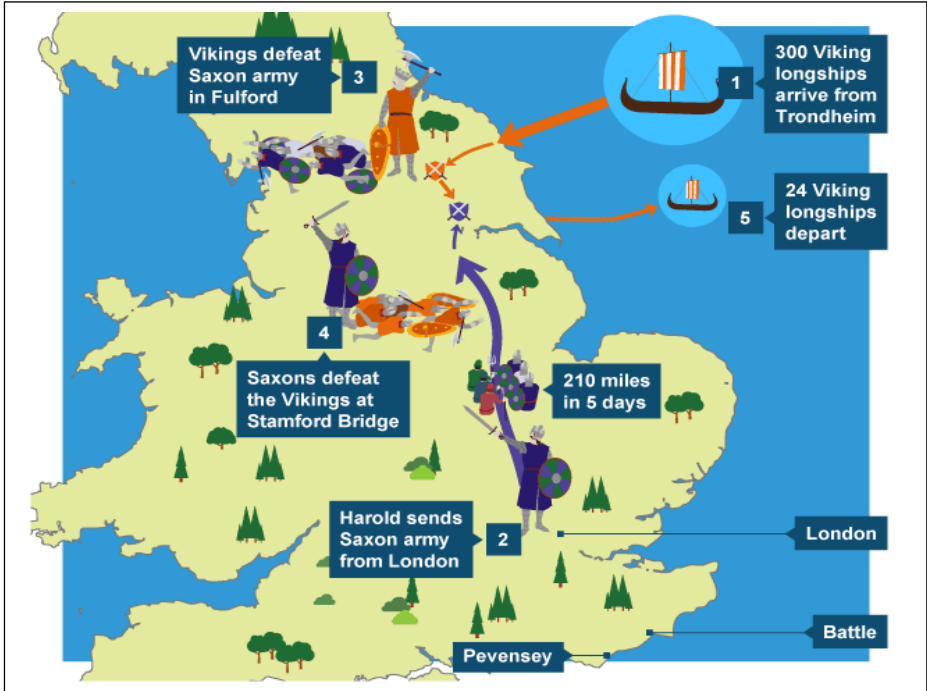 1
300 Viking
longships
arrive from
Trondheim
2
Harold sends
Saxon army
from London
210 miles
in 5 days
3
Vikings defeat
Saxon army
in Fulford
4
Saxons defeat
the Vikings at
Stamford Bridge
5
24 Viking
longships
depart
London
Battle
Pevensey